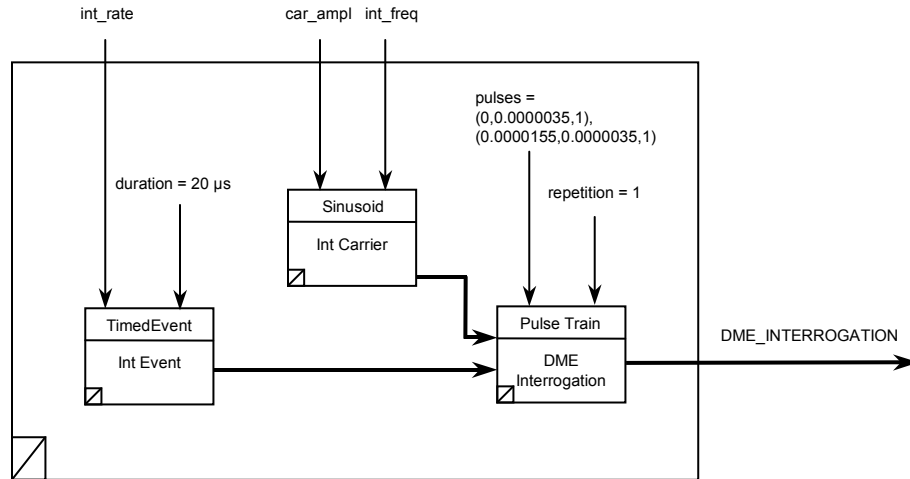 int_rate
car_ampl
int_freq
pulses =
(0,0.0000035,1),
(0.0000155,0.0000035,1)
duration = 20 µs
repetition = 1
Sinusoid
Int Carrier
TimedEvent
Int Event
Pulse Train
DME
Interrogation
DME_INTERROGATION